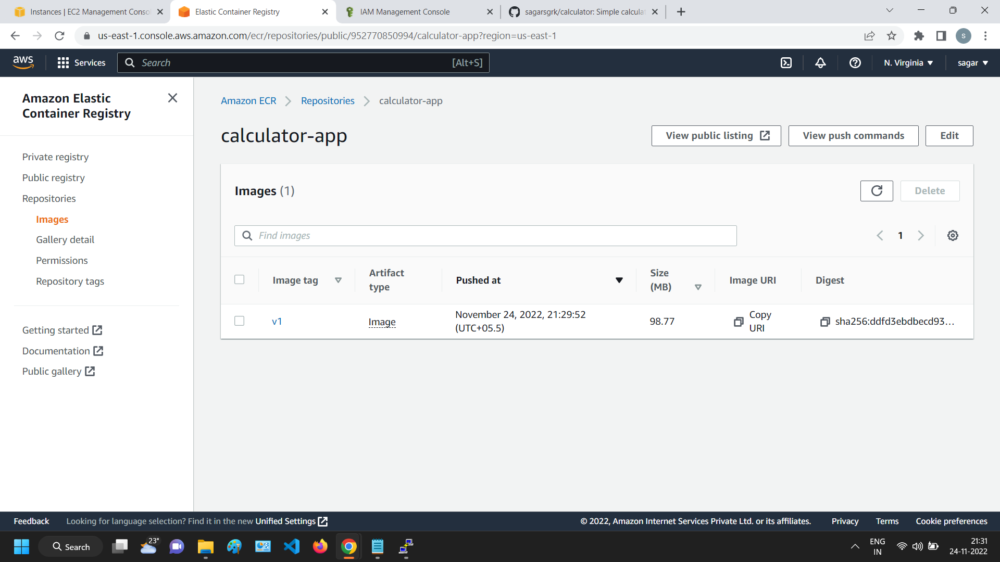 Instances | EC2 Management Consol
Elastic Container Registry
IAM Management Console
sagarsgrk/calculator: Simple calculat
us-east-1.console.aws.amazon.com/ecr/repositories/public/952770850994/calculator-app?region=us-east-1
S
aws
Services
Search
[Alt+S]
N. Virginia
sagar
Amazon Elastic
Container Registry
Private registry
Public registry
Repositories
Images
Gallery detail
Permissions
Repository tags
Getting started
Documentation
Public gallery
Amazon ECR
Repositories
calculator-app
calculator-app
View public listing
View push commands
Edit
Images (1)
Delete
Find images
1
Image tag
Artifact
type
Pushed at
Size
(MB)
Image URI
Digest
v1
Image
November 24, 2022, 21:29:52
(UTC+05.5)
98.77
Copy
URI
sha256:ddfd3ebdbecd93...
Feedback
Looking for language selection? Find it in the new Unified Settings
© 2022, Amazon Internet Services Private Ltd. or its affiliates.
Privacy
Terms
Cookie preferences
Search
23°
ENG
IN
21:31
24-11-2022